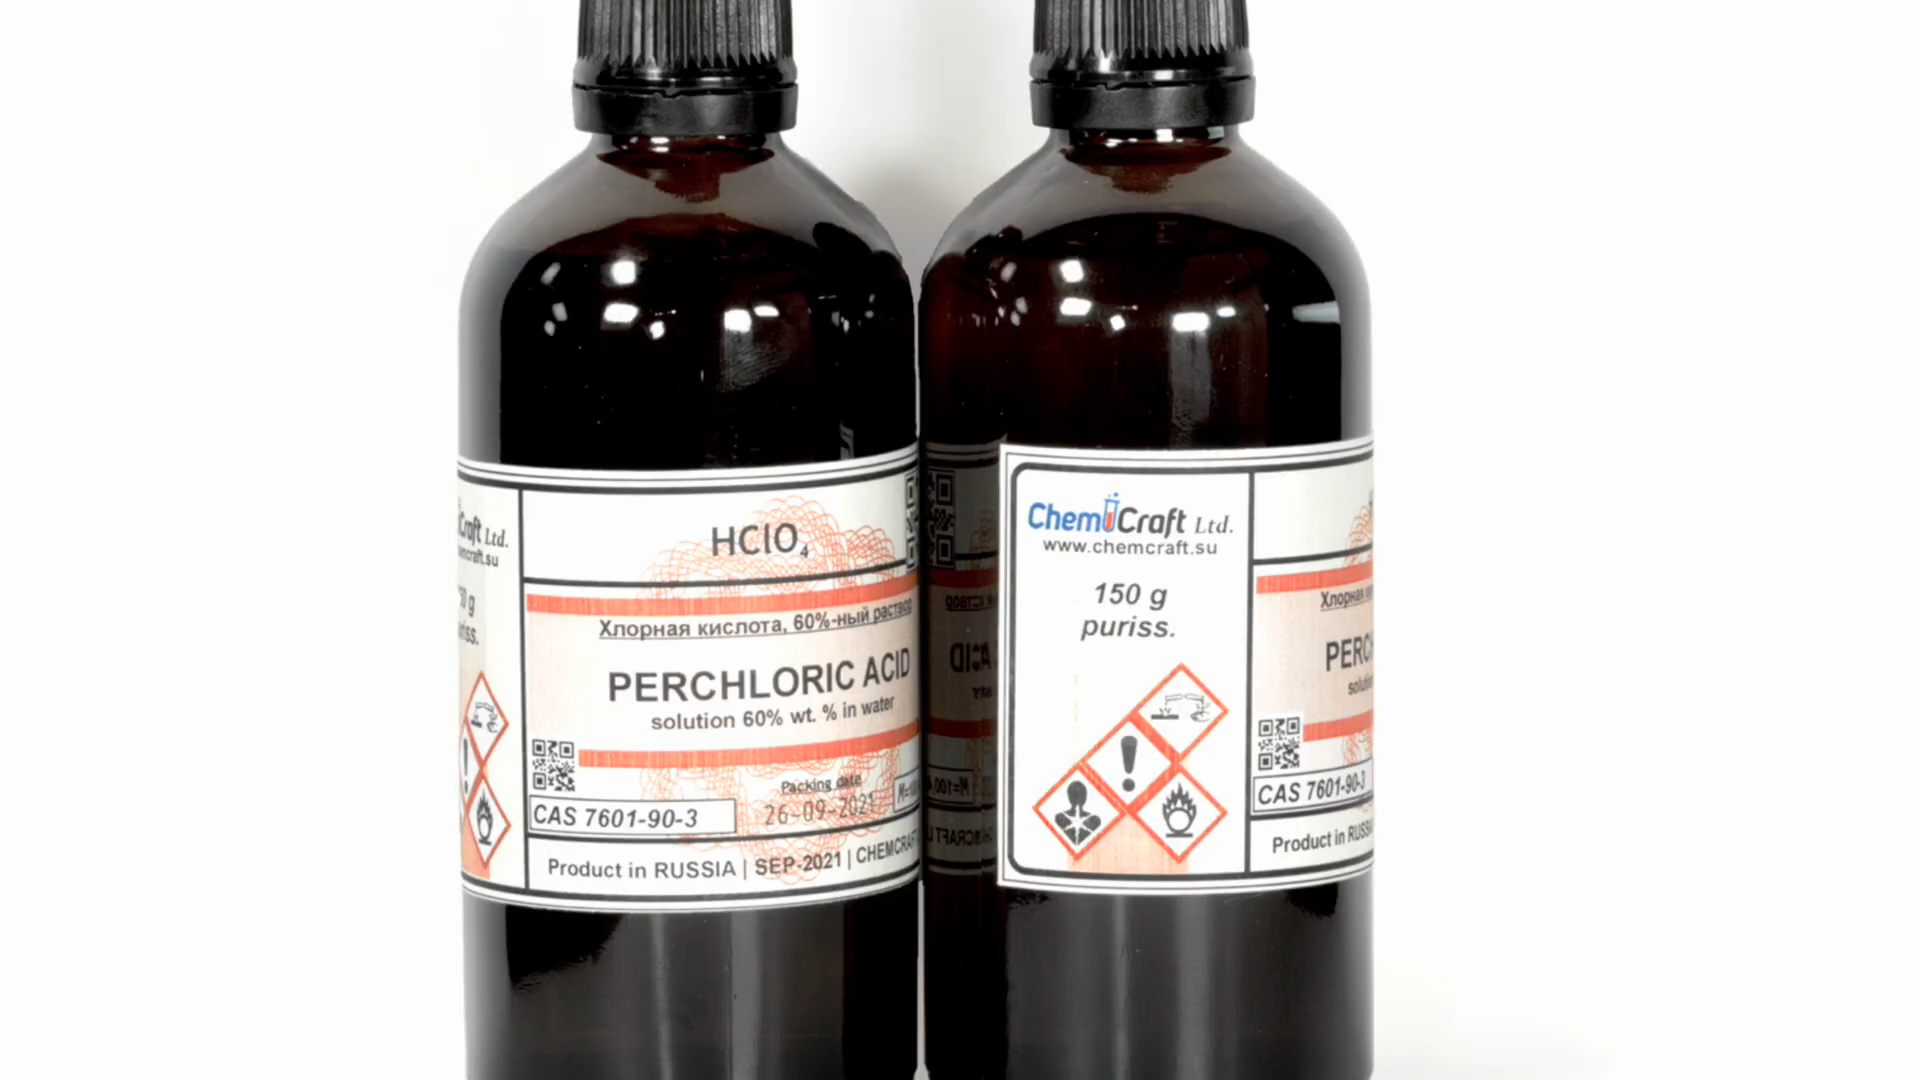 Craft Ltd.
HClO₄
Хлорная кислота, 60%-ный раствор
PERCHLORIC ACID
solution 60% wt. % in water
Packing date
26-09-2021
CAS 7601-90-3
Product in RUSSIA | SEP-2021 | CHEMCRAFT
ChemCraft Ltd.
www.chemcraft.su
150 g
puriss.
CAS 7601-90-3
Product in RUSSIA